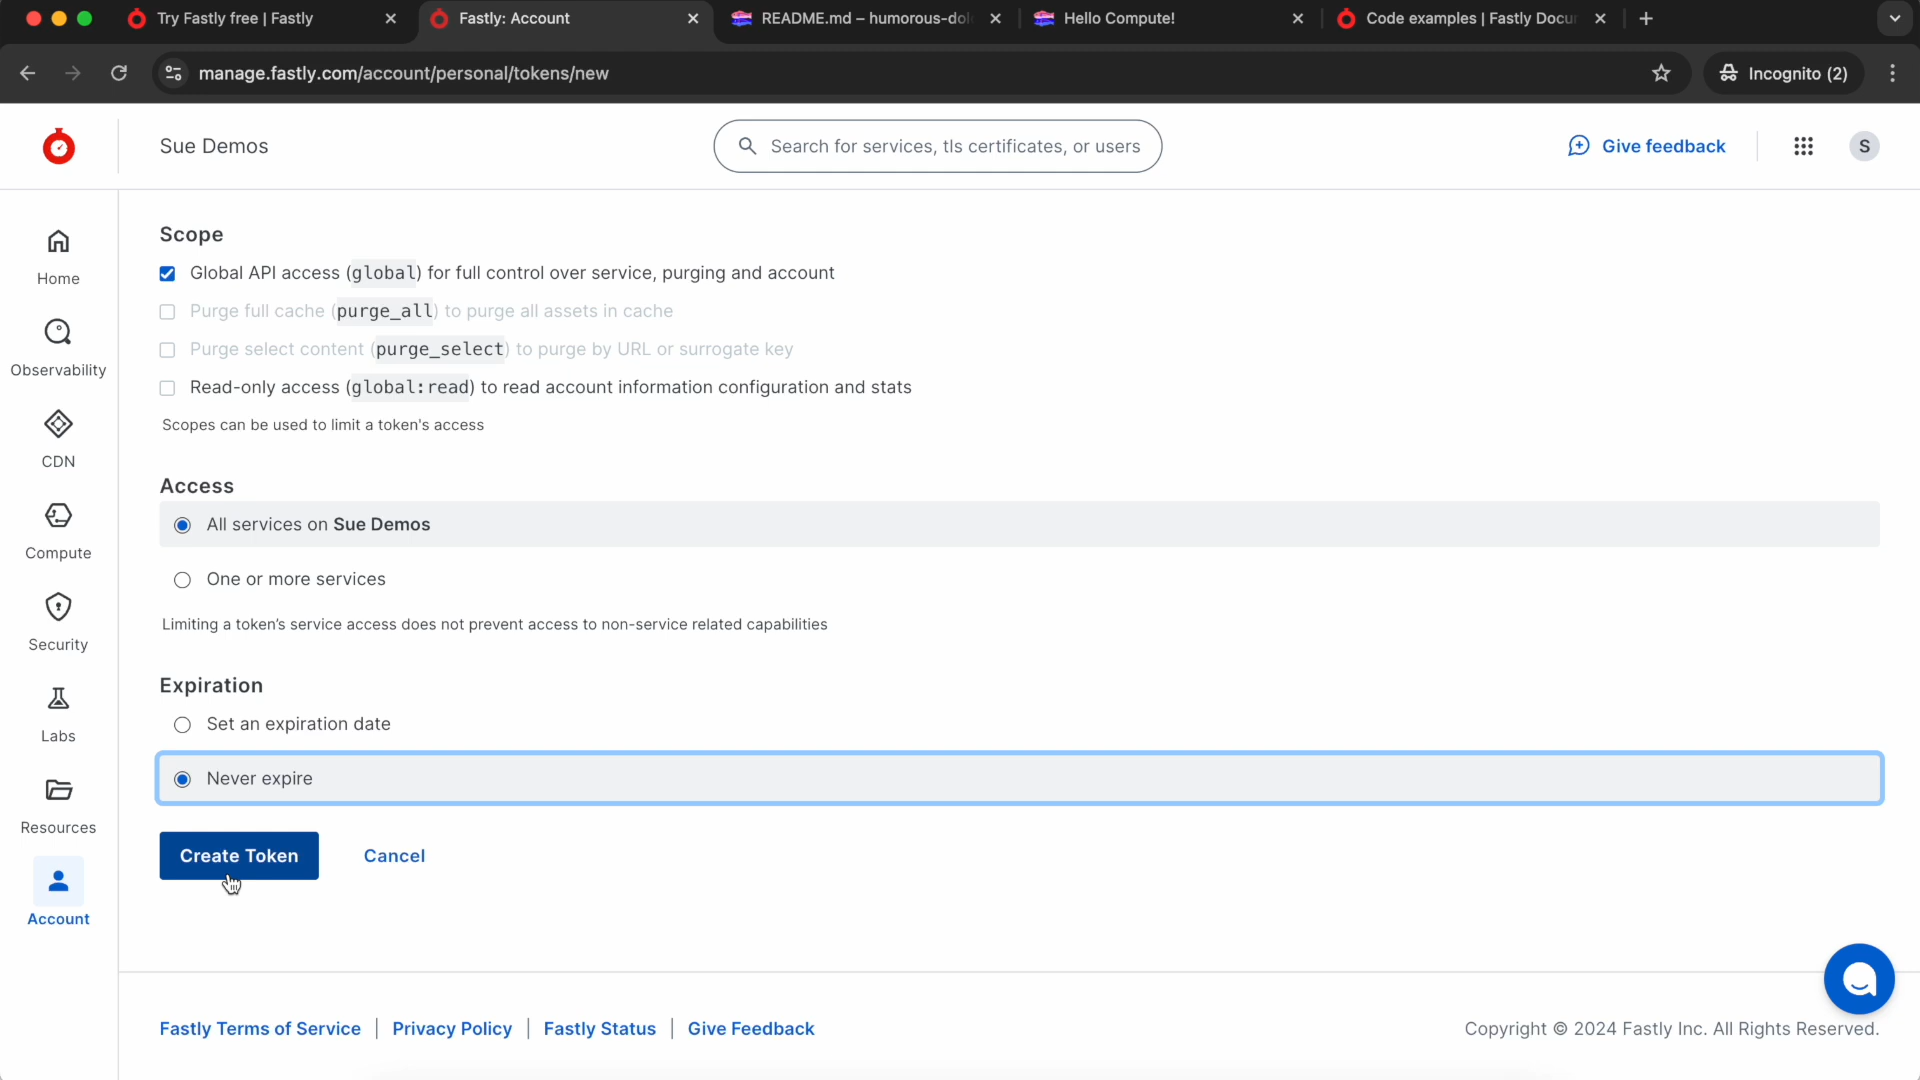 Try Fastly free | Fastly
Fastly: Account
README.md – humorous-dol
Hello Compute!
Code examples | Fastly Docu
manage.fastly.com/account/personal/tokens/new
Incognito (2)
Sue Demos
Search for services, tls certificates, or users
Give feedback
S
Home
Observability
CDN
Compute
Security
Labs
Resources
Account
Scope
Global API access (global) for full control over service, purging and account
Purge full cache (purge_all) to purge all assets in cache
Purge select content (purge_select) to purge by URL or surrogate key
Read-only access (global:read) to read account information configuration and stats
Scopes can be used to limit a token's access
Access
All services on Sue Demos
One or more services
Limiting a token's service access does not prevent access to non-service related capabilities
Expiration
Set an expiration date
Never expire
Create Token
Cancel
Fastly Terms of Service | Privacy Policy | Fastly Status | Give Feedback
Copyright © 2024 Fastly Inc. All Rights Reserved.